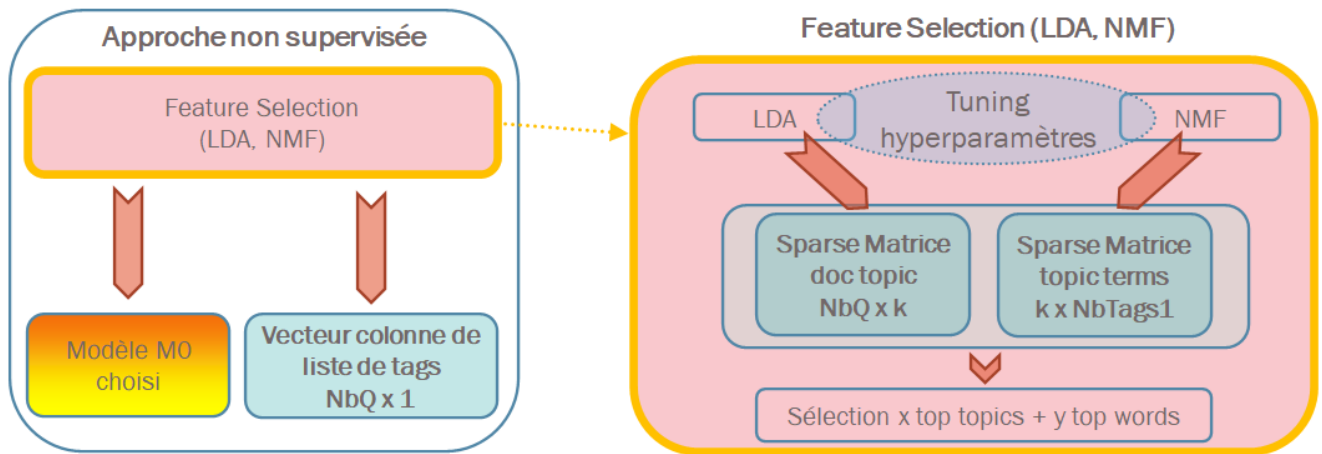 Approche non supervisée
Feature Selection
(LDA, NMF)
Modèle M0
choisi
Vecteur colonne de
liste de tags
NbQ x 1
Feature Selection (LDA, NMF)
LDA
Tuning
hyperparamètres
NMF
Sparse Matrice
doc topic
NbQ x k
Sparse Matrice
topic terms
k x NbTags1
Sélection x top topics + y top words